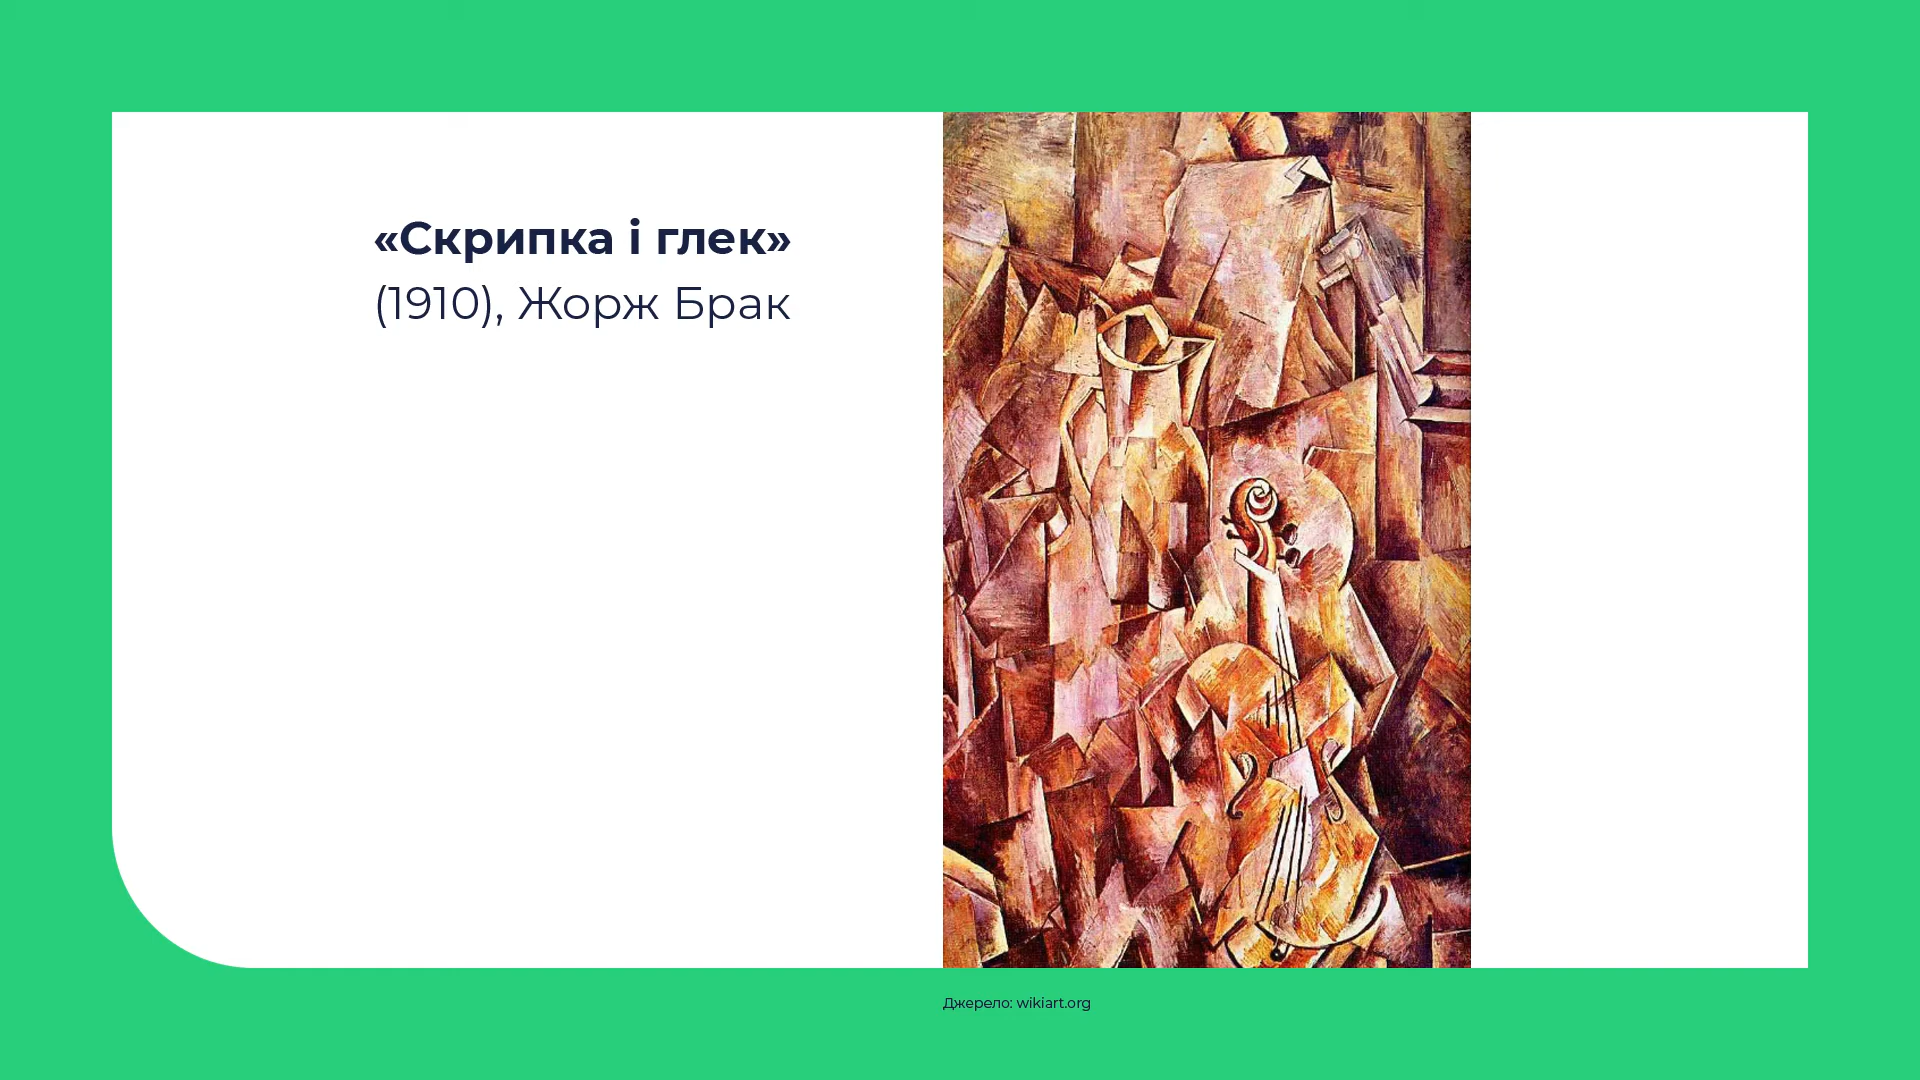 «Скрипка і глек»
(1910), Жорж Брак
Джерело: wikiart.org